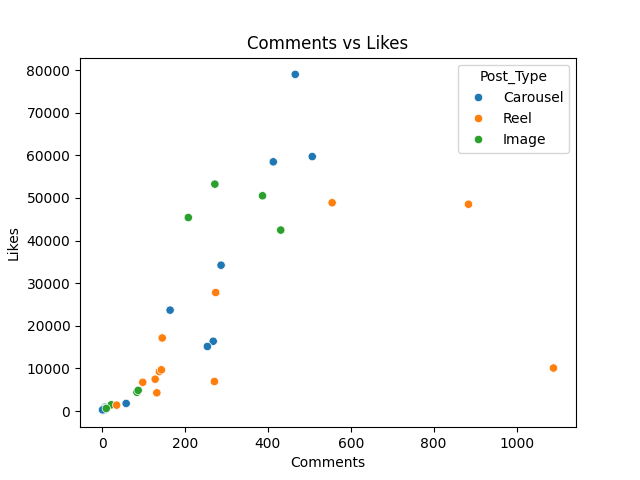 Comments vs Likes
Post_Type
Carousel
Reel
Image
80000
70000
60000
50000
40000
30000
20000
10000
0
Likes
0 200 400 600 800 1000
Comments